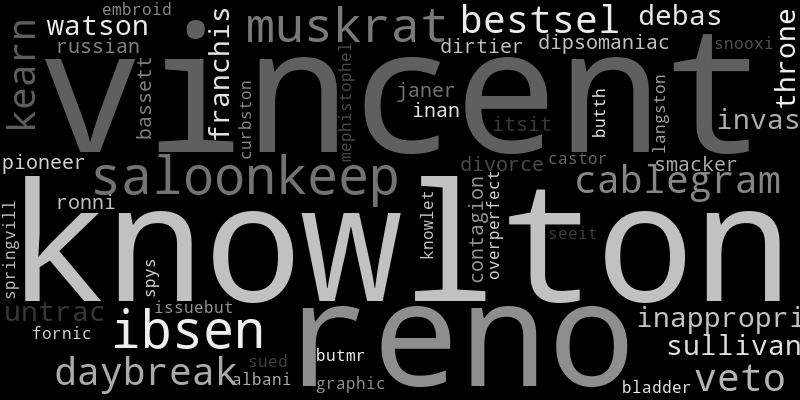 embroid
watson
russian
kearn
vincent
bassett
franchis
curbston
muskrat
mephistophel
bestsel
debas
dirtier
dipsomaniac
snooxi
throne
janer
inan
itsit
butth
langston
invas
pioneer
saloonkeep
divorce
castor
smacker
cablegram
ronni
knowlton
springvill
knowlet
contagion
overperfect
seeit
spys
issuebut
untrac
fornic
ibsen
reno
inappropri
sullivan
daybreak
sued
albani
butmr
graphic
bladder
veto